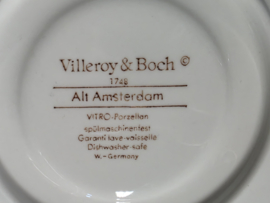 Villeroy & Boch ©
1748
Alt Amsterdam
VITRO-Porzellan
spülmaschinenfest
Garanti lave-vaisselle
Dishwasher safe
W.-Germany